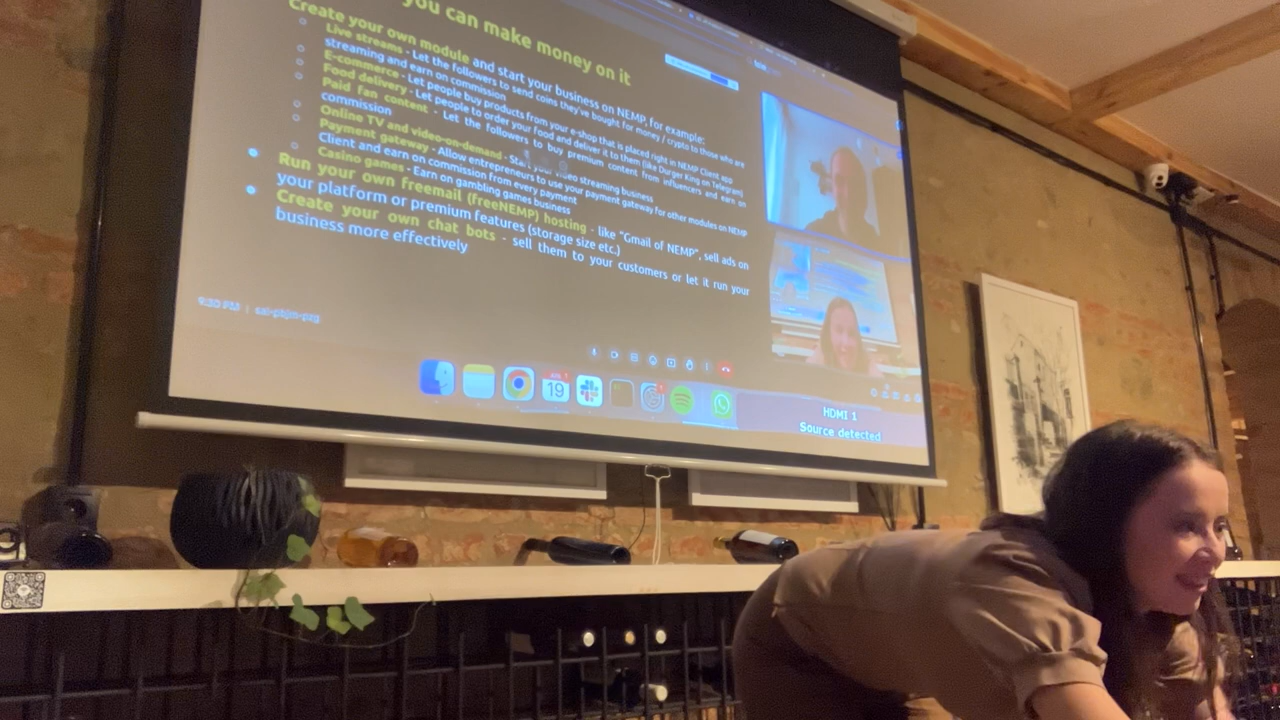 you can make money on it
Create your own module and start your business on NEMP, for example:
Live streams - Let the followers to send coins they've bought for money / crypto to those who are
streaming and earn on commission
E-commerce - Let people buy products from your e-shop that is placed right in NEMP Client app
Food delivery - Let people to order your food and deliver it to them (like Durger King on Telegram)
Paid fan content - Let the followers to buy premium content from influencers and earn on
commission
Online TV and video-on-demand - Start your video streaming business
Payment gateway - Allow entrepreneurs to use your payment gateway for other modules on NEMP
Client and earn on commission from every payment
Casino games - Earn on gambling games business
Run your own freemail (freeNEMP) hosting - like "Gmail of NEMP", sell ads on
your platform or premium features (storage size etc.)
Create your own chat bots - sell them to your customers or let it run your
business more effectively
PM |
19
HDMI 1
Source detected